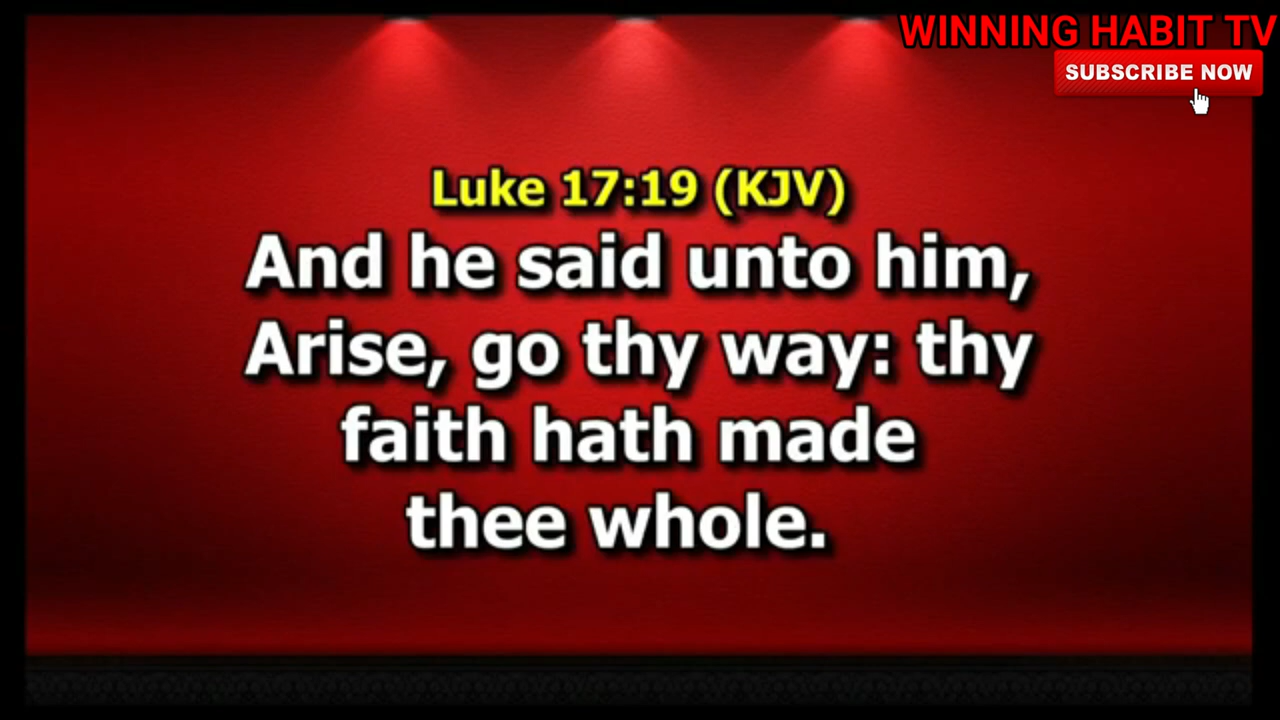 WINNING HABIT TV
SUBSCRIBE NOW
Luke 17:19 (KJV)
And he said unto him,
Arise, go thy way: thy
faith hath made
thee whole.